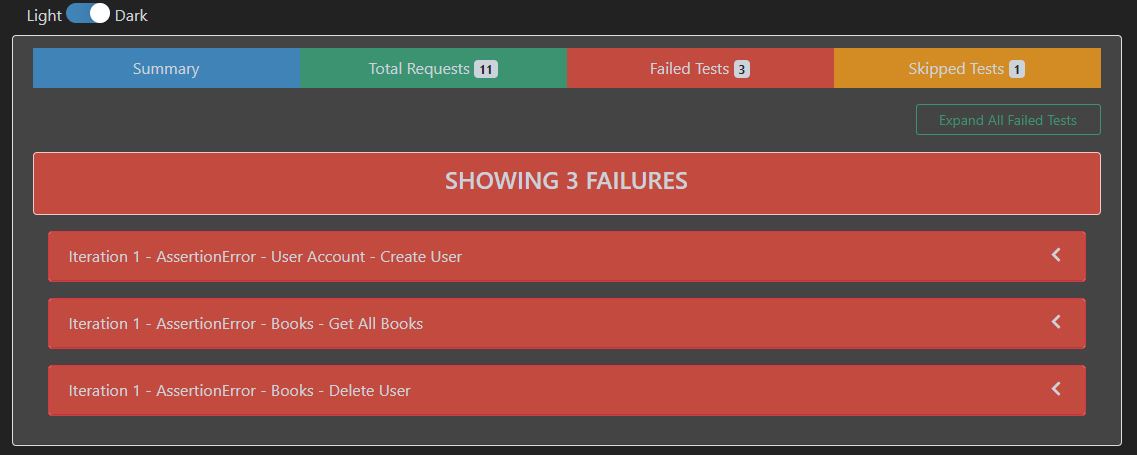 Light Dark
Summary Total Requests 11 Failed Tests 3 Skipped Tests 1
Expand All Failed Tests
SHOWING 3 FAILURES
Iteration 1 - AssertionError - User Account - Create User
Iteration 1 - AssertionError - Books - Get All Books
Iteration 1 - AssertionError - Books - Delete User